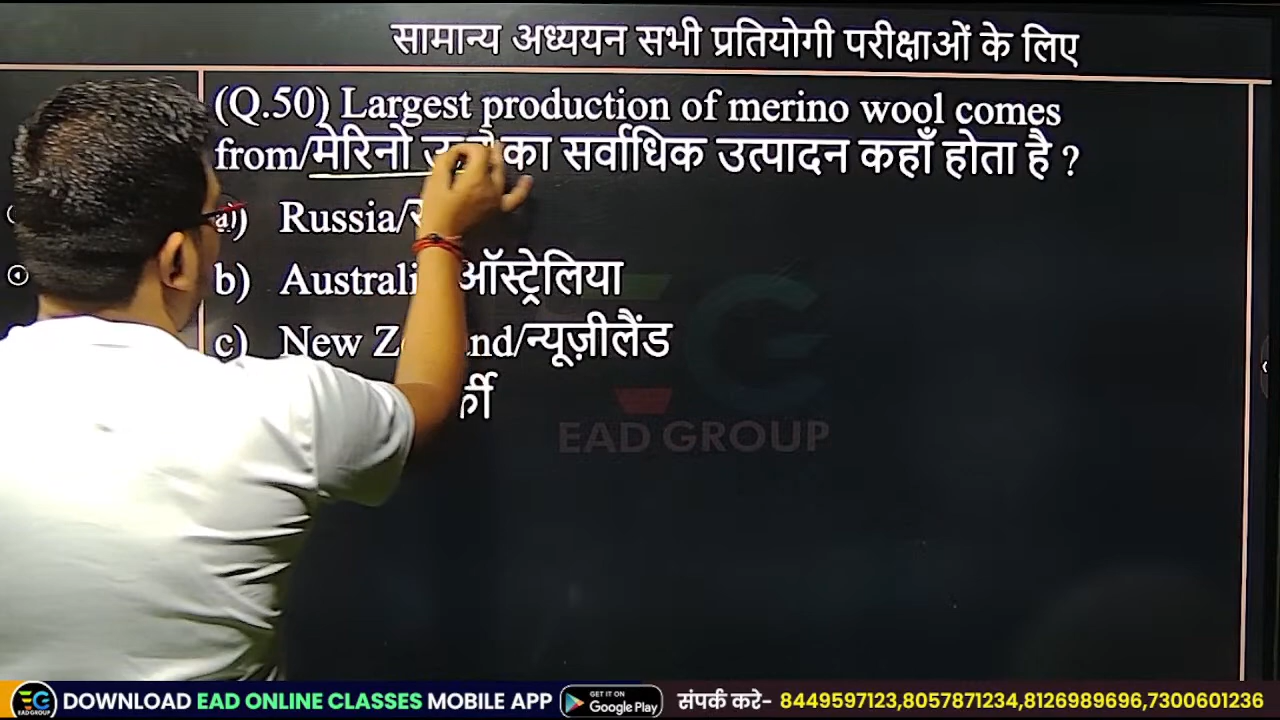 सामान्य अध्ययन सभी प्रतियोगी परीक्षाओं के लिए
(Q.50) Largest production of merino wool comes
from/मेरिनो का सर्वाधिक उत्पादन कहाँ होता है ?
a) Russia/
b) ऑस्ट्रेलिया
c) New /न्यूज़ीलैंड
EAD GROUP
EAD GROUP
DOWNLOAD EAD ONLINE CLASSES MOBILE APP GET IT ON Google Play संपर्क करे- 8449597123,8057871234,8126989696,7300601236